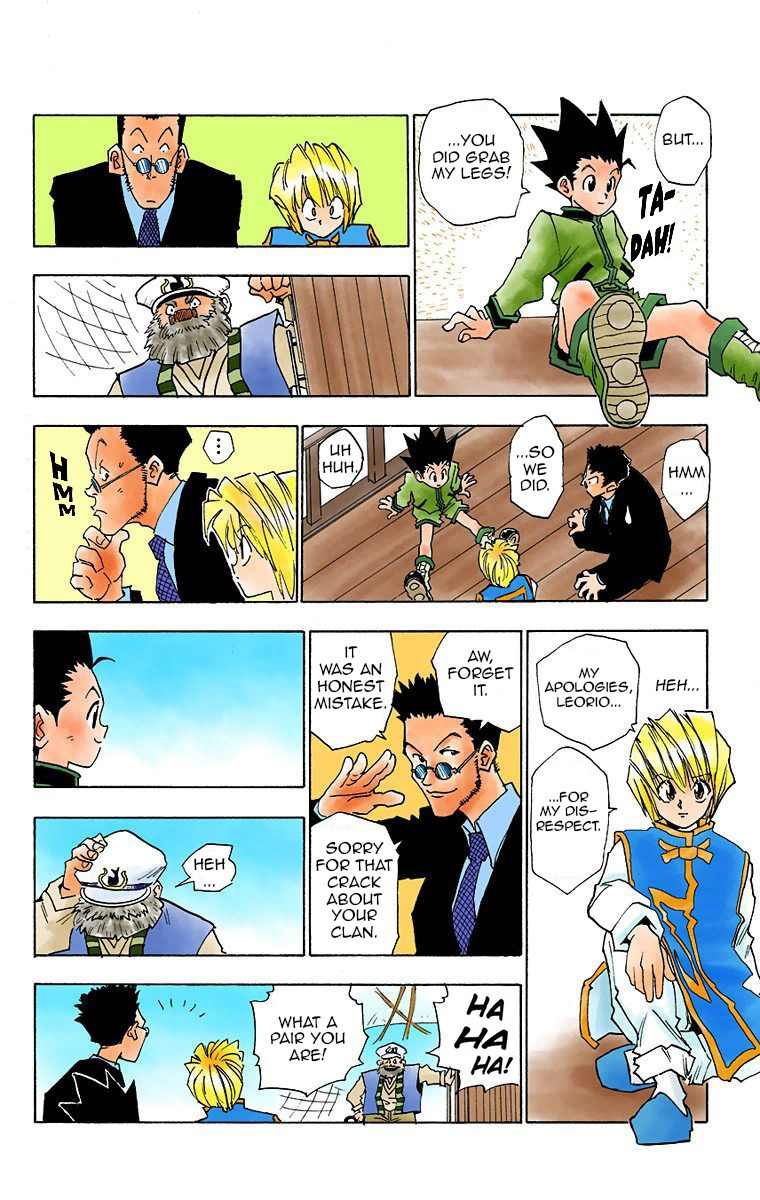 BUT...
...YOU
DID GRAB
MY LEGS!
TA-
DAH!
HMM
...
...SO
WE
DID.
UH
HUH.
...
HMM
HEH...
MY
APOLOGIES,
LEORIO...
...FOR
MY DIS-
RESPECT.
AW,
FORGET
IT.
IT
WAS AN
HONEST
MISTAKE.
SORRY
FOR THAT
CRACK
ABOUT
YOUR
CLAN.
HEH
...
HA
HA
HA!
WHAT A
PAIR YOU
ARE!